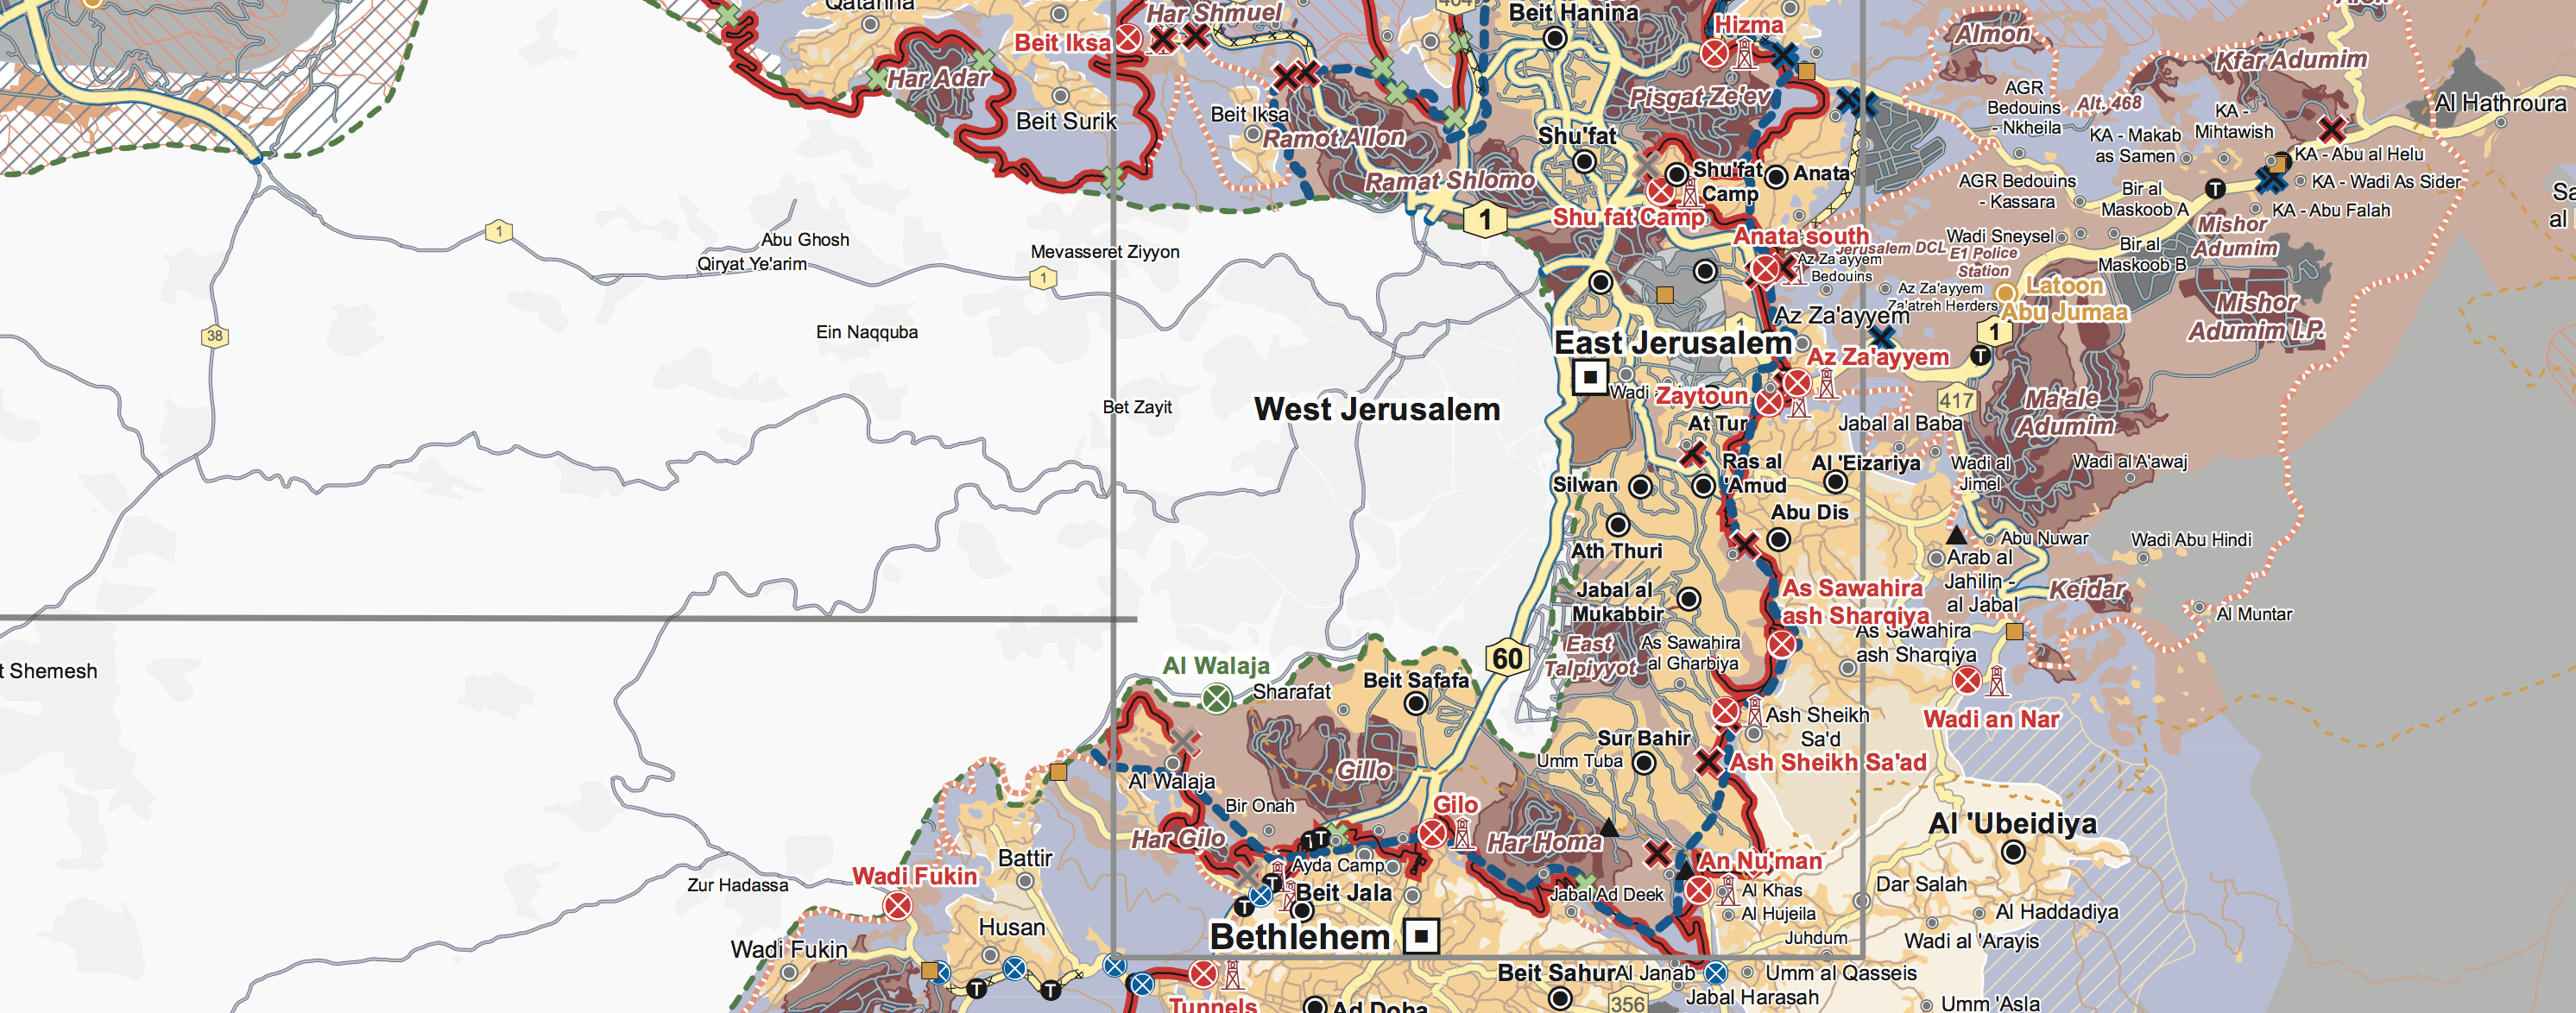 Qatanna
Har Shmuel
Beit Hanina
Hizma
Almon
Kfar Adumim
Beit Iksa
Har Adar
Beit Surik
Beit Iksa
Ramot Allon
Pisgat Ze'ev
AGR
Bedouins
- Nkheila
Alt. 468
KA -
Mihtawish
Al Hathroura
KA - Makab
as Samen
KA - Abu al Helu
Shu'fat
Ramat Shlomo
Shu'fat
Camp
Anata
AGR Bedouins
- Kassara
Bir al
Maskoob A
KA - Wadi As Sider
KA - Abu Falah
1
Shu'fat Camp
Mishor
Adumim
1
Abu Ghosh
Qiryat Ye'arim
Mevasseret Ziyyon
1
Anata south
Jerusalem DCL
Wadi Sneysel
E1 Police
Station
Bir al
Maskoob B
Az Za'ayyem
Bedouins
Az Za'ayyem
Za'atreh Herders
Latoon
Abu Jumaa
Mishor
Adumim I.P.
38
Ein Naqquba
Az Za'ayyem
1
1
East Jerusalem
Az Za'ayyem
T
Wadi
Zaytoun
417
Ma'ale
Adumim
Bet Zayit
West Jerusalem
At Tur
Jabal al Baba
Ras al
'Amud
Al 'Eizariya
Wadi al
Jimel
Wadi al A'awaj
Silwan
Abu Dis
Ath Thuri
Abu Nuwar
Wadi Abu Hindi
Arab al
Jahilin -
al Jabal
Jabal al
Mukabbir
As Sawahira
ash Sharqiya
Keidar
Al Muntar
East
Talpiyyot
As Sawahira
al Gharbiya
As Sawahira
ash Sharqiya
60
t Shemesh
Al Walaja
Sharafat
Beit Safafa
Wadi an Nar
Ash Sheikh
Sa'd
Sur Bahir
Umm Tuba
Ash Sheikh Sa'ad
Gillo
Al Walaja
Bir Onah
Gilo
Har Gilo
Har Homa
Al 'Ubeidiya
Battir
Ayda Camp
An Nu'man
Wadi Fukin
Zur Hadassa
Beit Jala
Jabal Ad Deek
Al Khas
Al Hujeila
Dar Salah
Al Haddadiya
Husan
Bethlehem
Juhdum
Wadi al 'Arayis
Wadi Fukin
Beit Sahur
Al Janab
Umm al Qasseis
T
T
Tunnels
Ad Doha
356
Jabal Harasah
Umm 'Asla